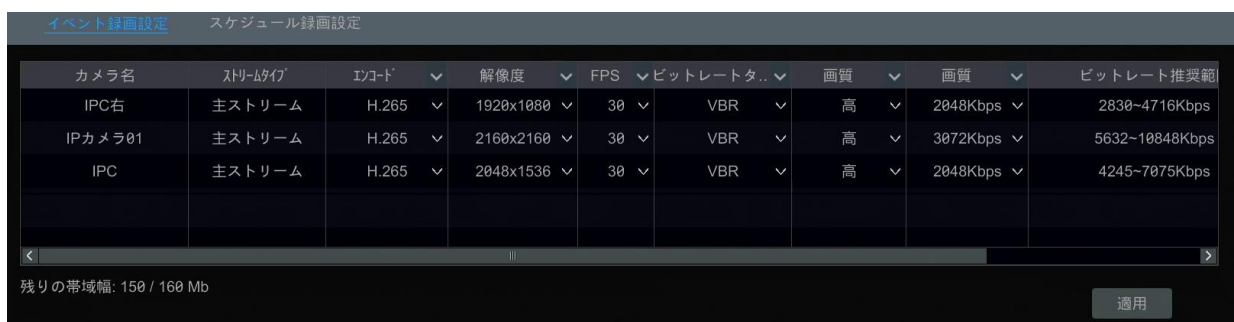 イベント録画設定 スケジュール録画設定
カメラ名 ストリームタイプ エンコード 解像度 FPS ビットレートタ.. 画質 画質 ビットレート推奨範
IPC右 主ストリーム H.265 1920x1080 30 VBR 高 2048Kbps 2830~4716Kbps
IPカメラ01 主ストリーム H.265 2160x2160 30 VBR 高 3072Kbps 5632~10848Kbps
IPC 主ストリーム H.265 2048x1536 30 VBR 高 2048Kbps 4245~7075Kbps
残りの帯域幅: 150 / 160 Mb
適用